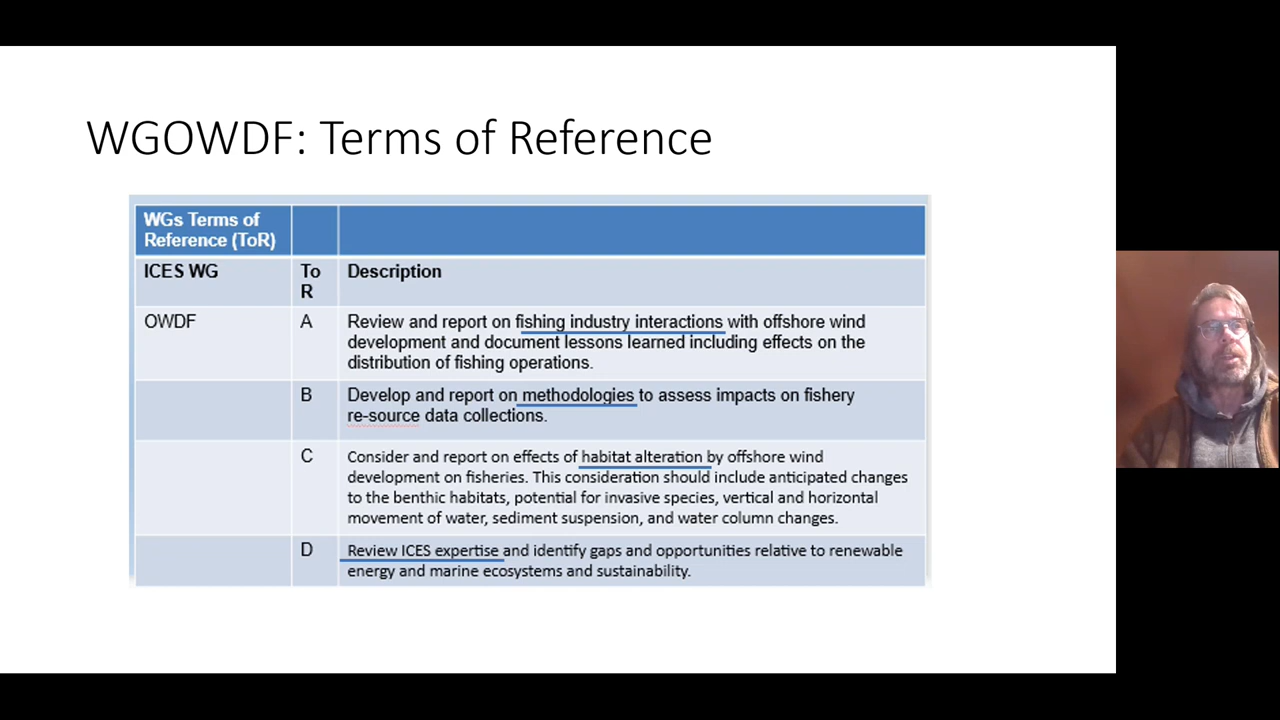 WGOWDF: Terms of Reference
WGs Terms of
Reference (ToR)
ICES WG
To
R
Description
OWDF
A
Review and report on fishing industry interactions with offshore wind
development and document lessons learned including effects on the
distribution of fishing operations.
B
Develop and report on methodologies to assess impacts on fishery
re-source data collections.
C
Consider and report on effects of habitat alteration by offshore wind
development on fisheries. This consideration should include anticipated changes
to the benthic habitats, potential for invasive species, vertical and horizontal
movement of water, sediment suspension, and water column changes.
D
Review ICES expertise and identify gaps and opportunities relative to renewable
energy and marine ecosystems and sustainability.